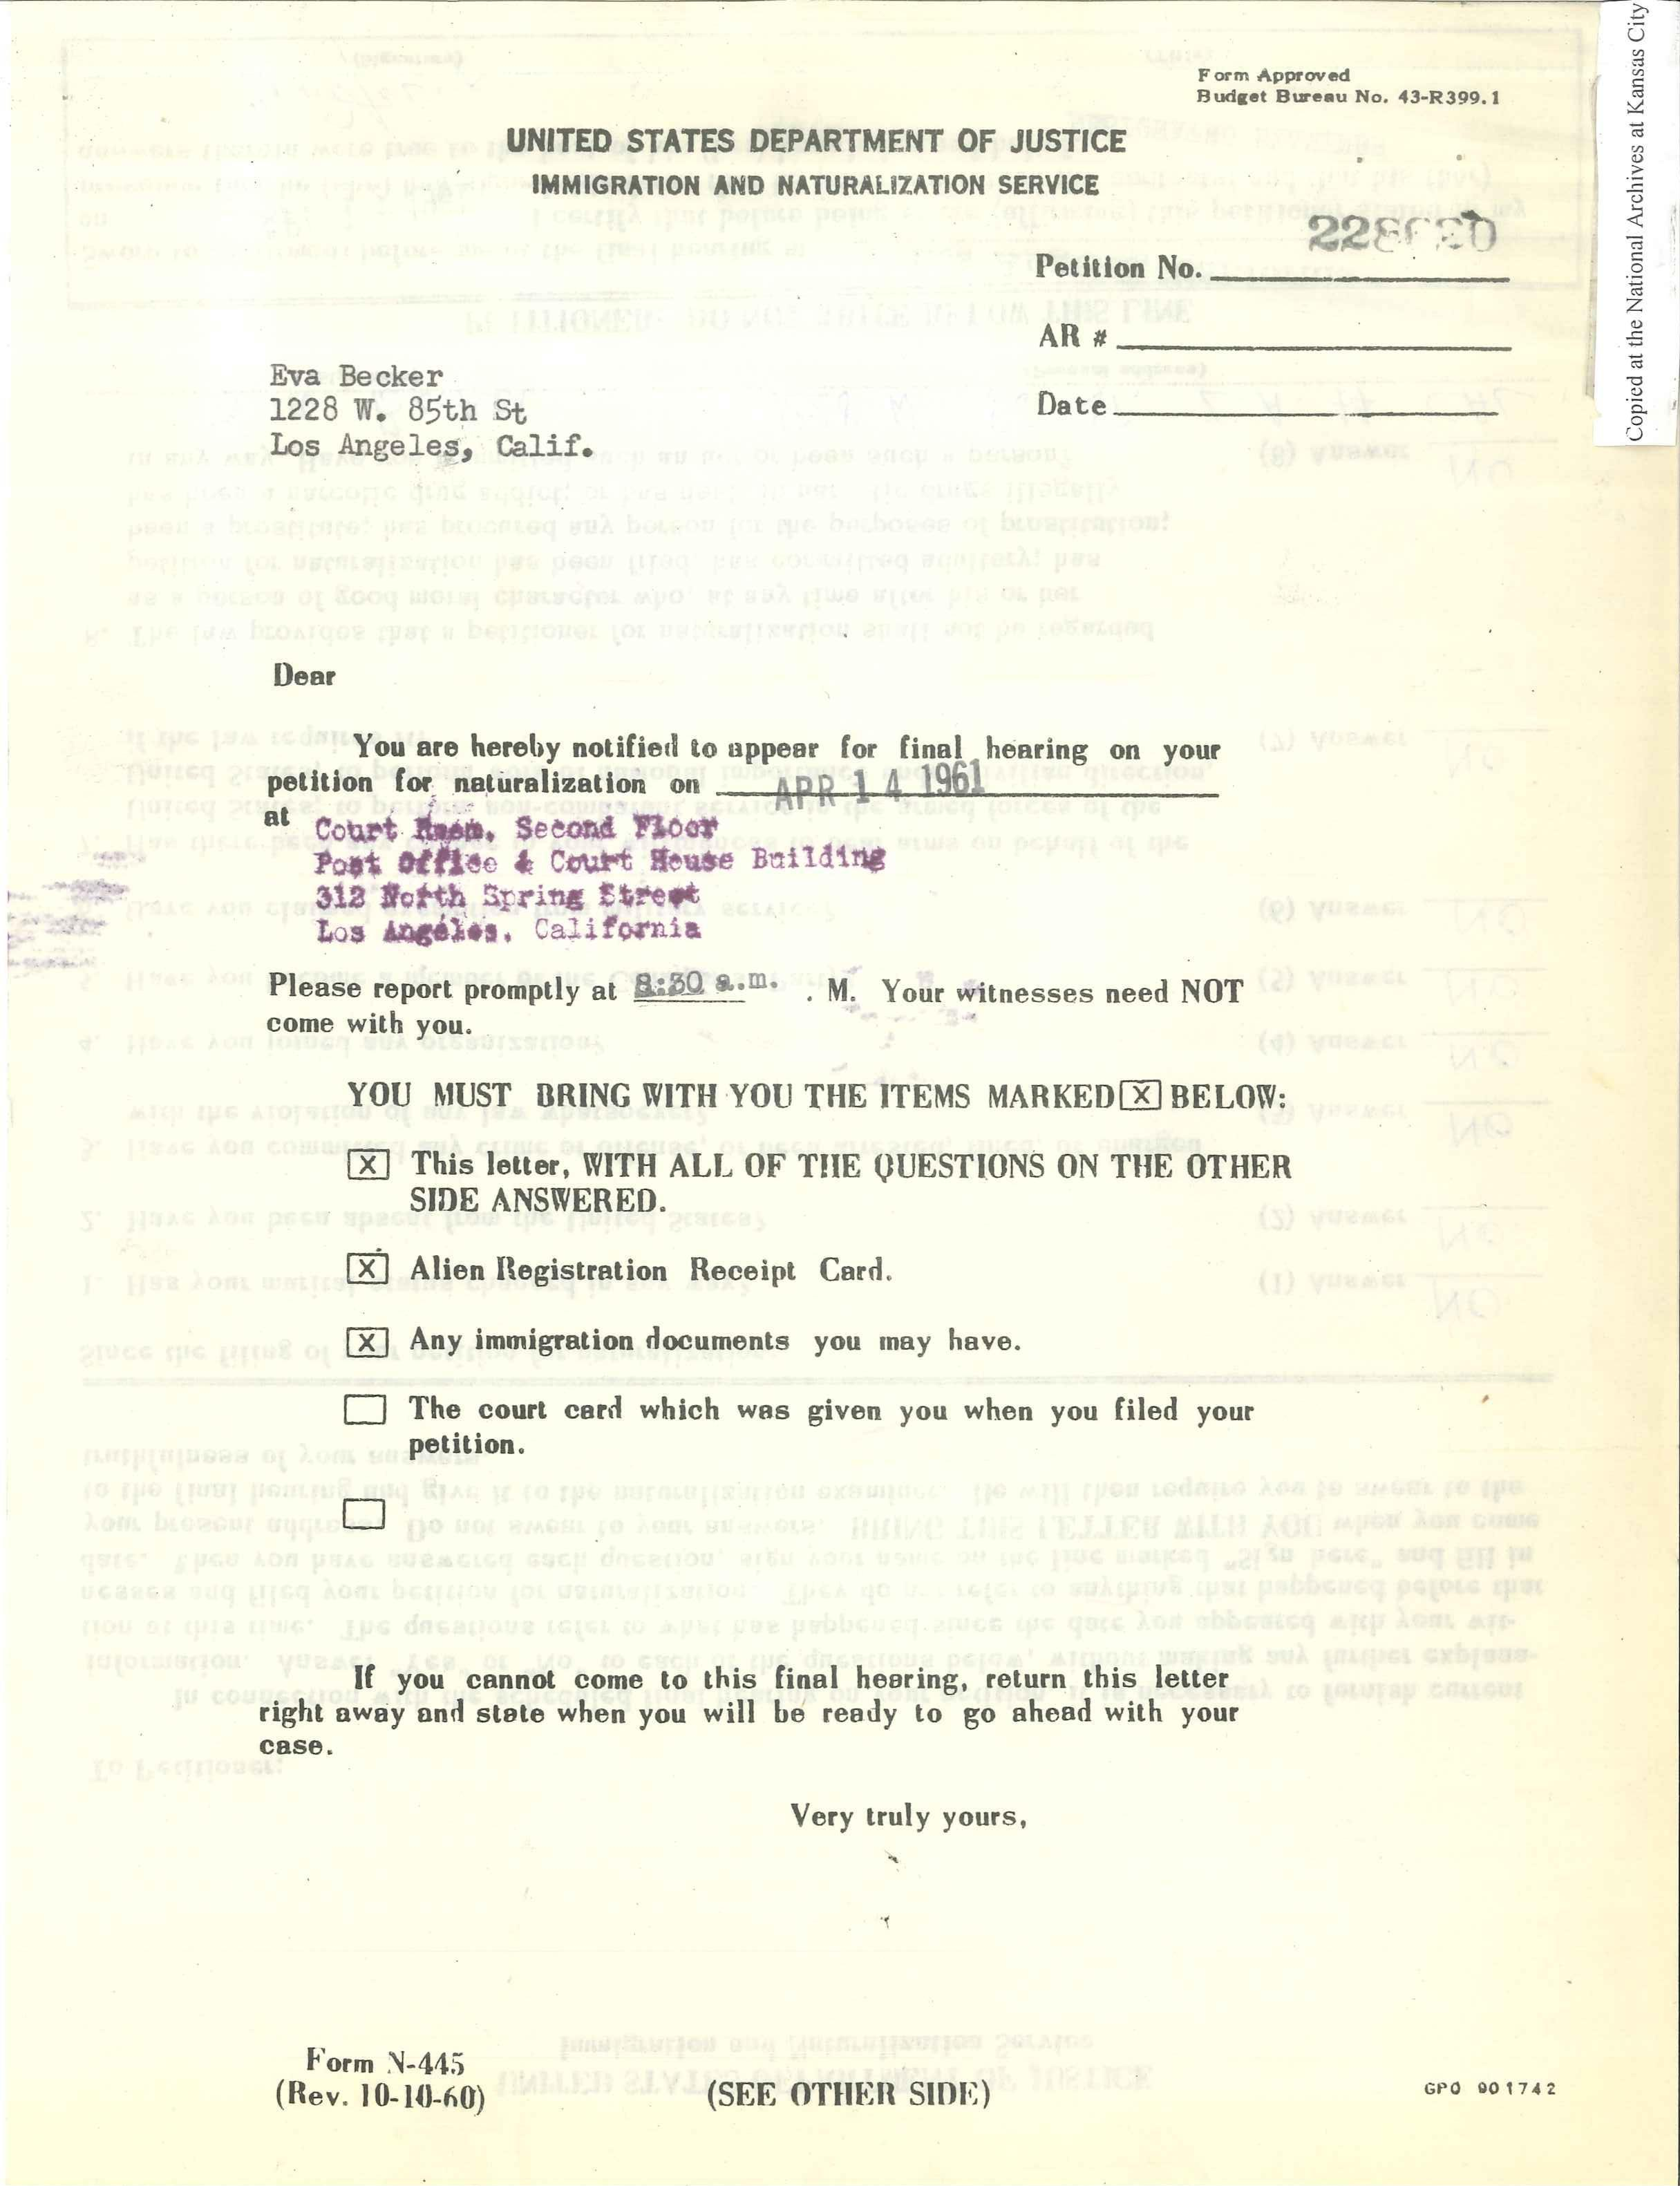 Copied at the National Archives at Kansas City
Form Approved
Budget Bureau No. 43-R399.1
UNITED STATES DEPARTMENT OF JUSTICE
IMMIGRATION AND NATURALIZATION SERVICE
Petition No.
AR #
Eva Becker
1228 W. 85th St
Los Angeles, Calif.
Date
Dear
You are hereby notified to appear for final hearing on your
petition for naturalization on APR 14 1961
at
Court Room, Second Floor
Post Office & Court House Building
312 North Spring Street
Los Angeles, California
Please report promptly at 8:30 a.m. . M. Your witnesses need NOT
come with you.
YOU MUST BRING WITH YOU THE ITEMS MARKED X BELOW:
X This letter, WITH ALL OF THE QUESTIONS ON THE OTHER
SIDE ANSWERED.
X Alien Registration Receipt Card.
X Any immigration documents you may have.
The court card which was given you when you filed your
petition.
If you cannot come to this final hearing, return this letter
right away and state when you will be ready to go ahead with your
case.
Very truly yours,
Form N-445
(Rev. 10-10-60)
(SEE OTHER SIDE)
GPO 901742